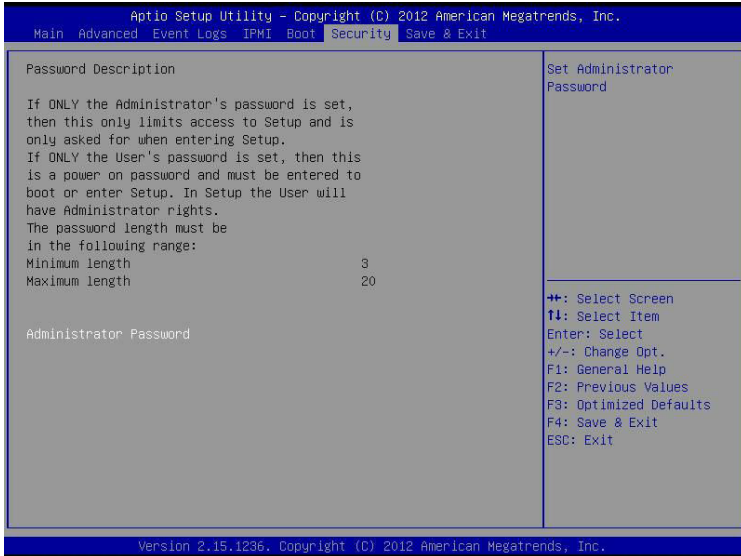 Aptio Setup Utility – Copyright (C) 2012 American Megatrends, Inc.
Main Advanced Event Logs IPMI Boot Security Save & Exit
Password Description
If ONLY the Administrator's password is set,
then this only limits access to Setup and is
only asked for when entering Setup.
If ONLY the User's password is set, then this
is a power on password and must be entered to
boot or enter Setup. In Setup the User will
have Administrator rights.
The password length must be
in the following range:
Minimum length 3
Maximum length 20
Administrator Password
Set Administrator
Password
→←: Select Screen
↑↓: Select Item
Enter: Select
+/-: Change Opt.
F1: General Help
F2: Previous Values
F3: Optimized Defaults
F4: Save & Exit
ESC: Exit
Version 2.15.1236. Copyright (C) 2012 American Megatrends, Inc.